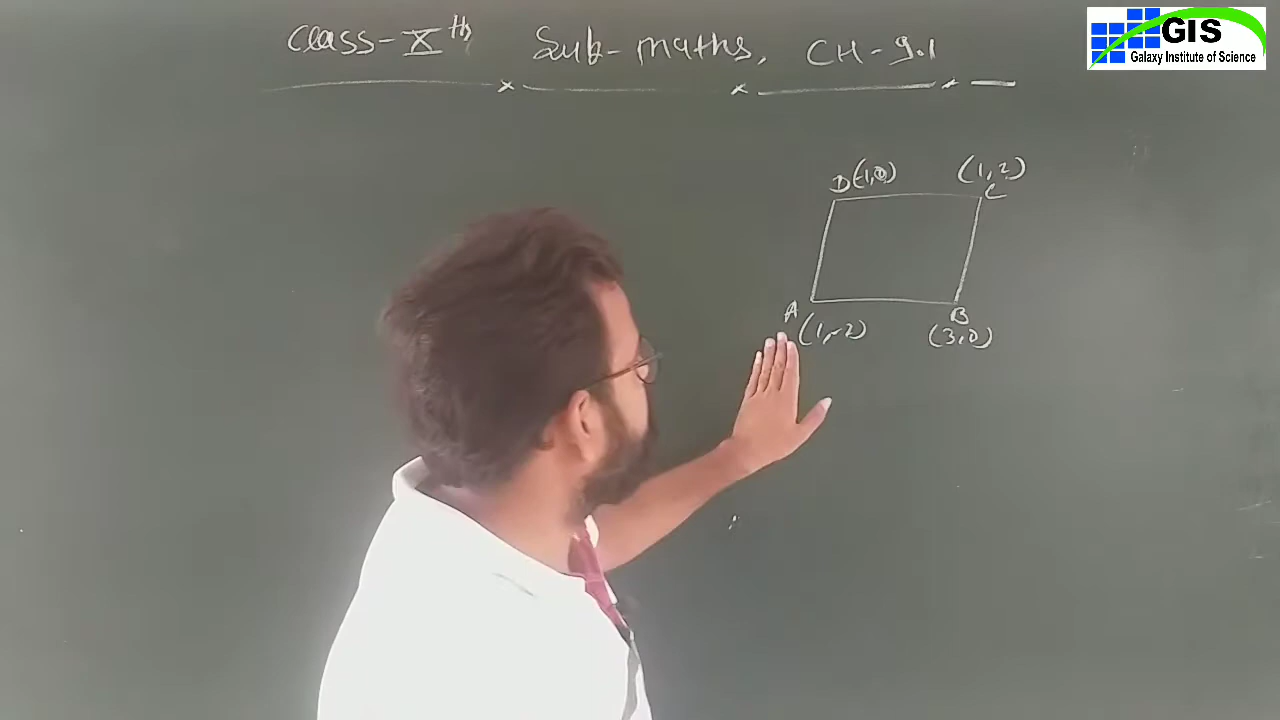 Class-Xth Sub-maths, CH-9.1
GIS
Galaxy Institute of Science
D(-1,0) (1,2)
C
A B
(1,-2) (3,0)